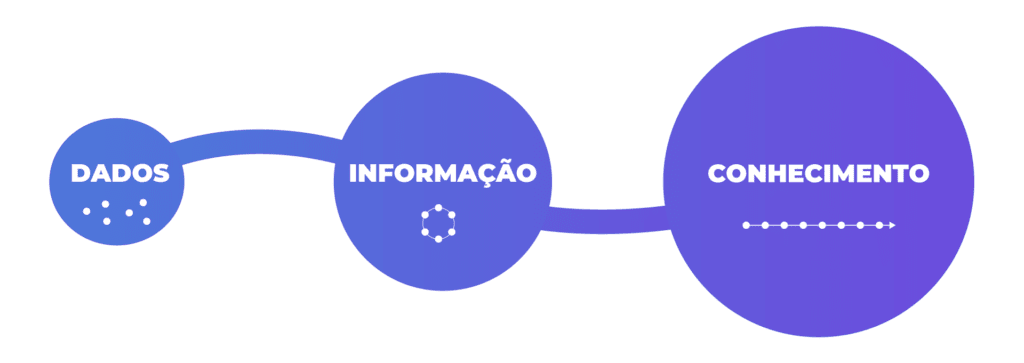 DADOS
INFORMAÇÃO
CONHECIMENTO